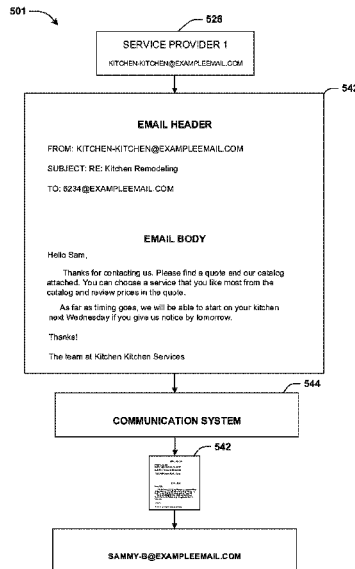 501
526
SERVICE PROVIDER 1
KITCHEN-KITCHEN@EXAMPLEEMAIL.COM
542
EMAIL HEADER
FROM: KITCHEN-KITCHEN@EXAMPLEEMAIL.COM
SUBJECT: RE: Kitchen Remodeling
TO: 6234@EXAMPLEEMAIL.COM
EMAIL BODY
Hello Sam,
Thanks for contacting us. Please find a quote and our catalog
attached. You can choose a service that you like most from the
catalog and review prices in the quote.
As far as timing goes, we will be able to start on your kitchen
next Wednesday if you give us notice by tomorrow.
Thanks!
The team at Kitchen Kitchen Services
544
COMMUNICATION SYSTEM
542
SAMMY-B@EXAMPLEEMAIL.COM